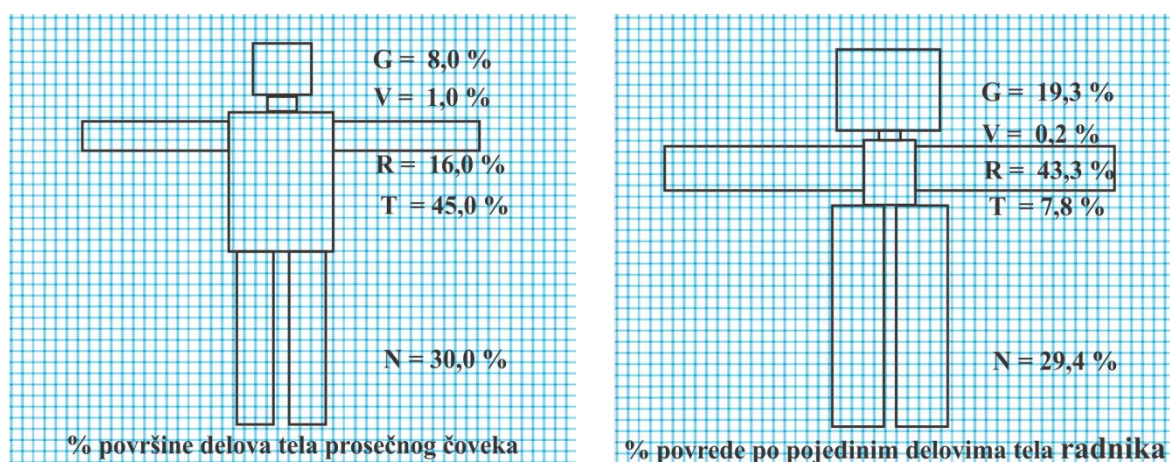 G = 8,0 %
V = 1,0 %
R = 16,0 %
T = 45,0 %
N = 30,0 %
% površine delova tela prosečnog čoveka
G = 19,3 %
V = 0,2 %
R = 43,3 %
T = 7,8 %
N = 29,4 %
% povrede po pojedinim delovima tela radnika